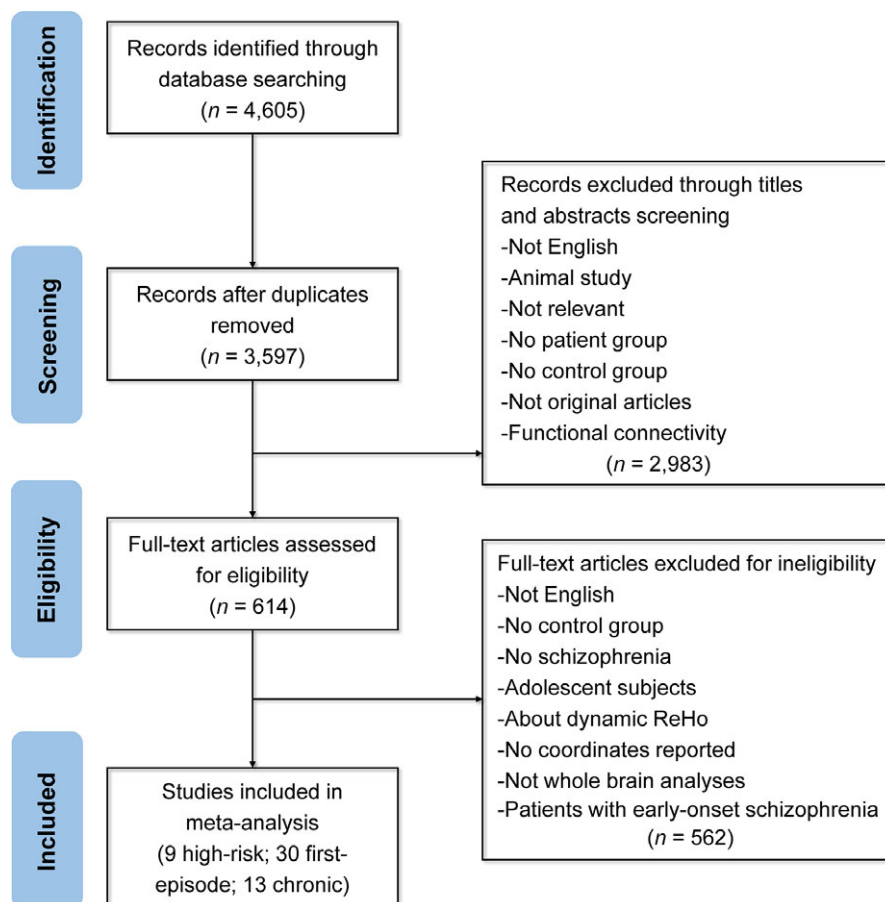 Identification
Records identified through
database searching
(n = 4,605)
Records excluded through titles
and abstracts screening
-Not English
-Animal study
-Not relevant
-No patient group
-No control group
-Not original articles
-Functional connectivity
(n = 2,983)
Screening
Records after duplicates
removed
(n = 3,597)
Eligibility
Full-text articles assessed
for eligibility
(n = 614)
Full-text articles excluded for ineligibility
-Not English
-No control group
-No schizophrenia
-Adolescent subjects
-About dynamic ReHo
-No coordinates reported
-Not whole brain analyses
-Patients with early-onset schizophrenia
(n = 562)
Included
Studies included in
meta-analysis
(9 high-risk; 30 first-
episode; 13 chronic)